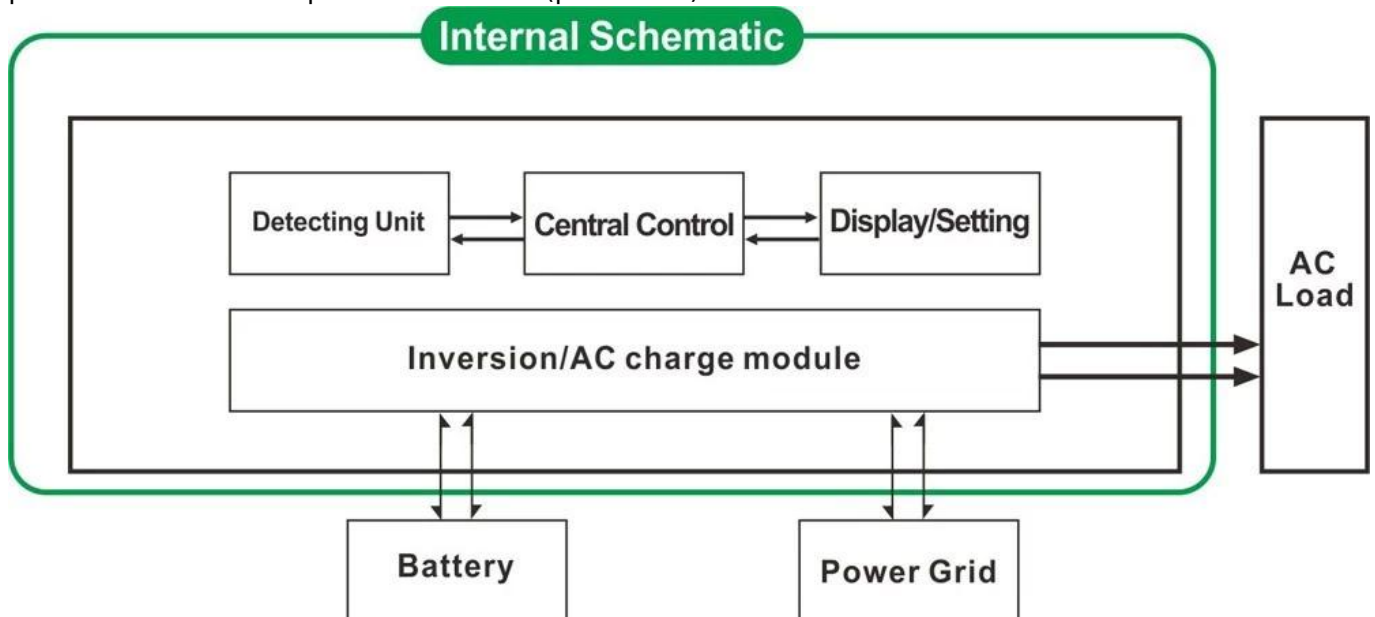 Internal Schematic
Detecting Unit
Central Control
Display/Setting
AC
Load
Inversion/AC charge module
Battery
Power Grid